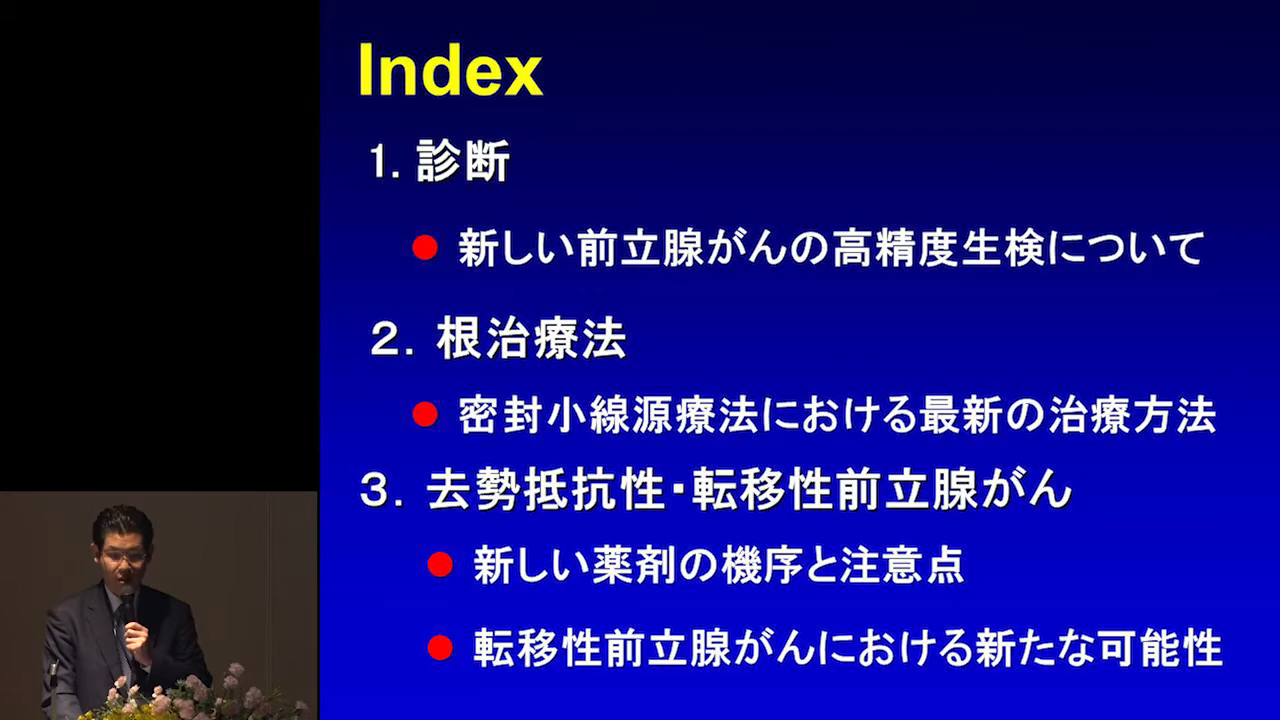 Index
1. 診断
● 新しい前立腺がんの高精度生検について
２. 根治療法
● 密封小線源療法における最新の治療方法
３. 去勢抵抗性・転移性前立腺がん
● 新しい薬剤の機序と注意点
● 転移性前立腺がんにおける新たな可能性